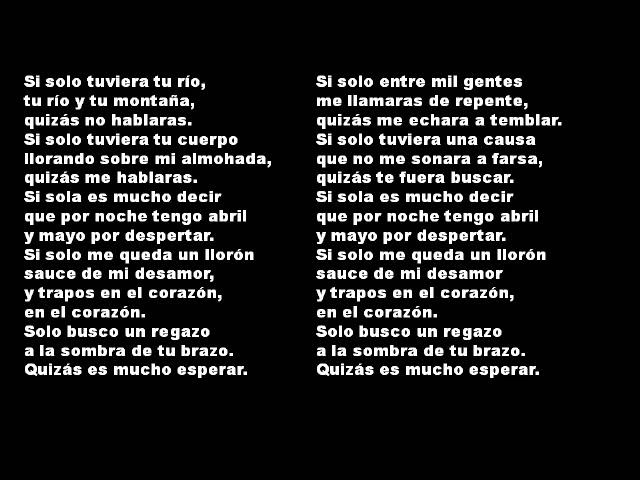 Si solo tuviera tu río,
tu río y tu montaña,
quizás no hablaras.
Si solo tuviera tu cuerpo
llorando sobre mi almohada,
quizás me hablaras.
Si sola es mucho decir
que por noche tengo abril
y mayo por despertar.
Si solo me queda un llorón
sauce de mi desamor,
y trapos en el corazón,
en el corazón.
Solo busco un regazo
a la sombra de tu brazo.
Quizás es mucho esperar.
Si solo entre mil gentes
me llamaras de repente,
quizás me echara a temblar.
Si solo tuviera una causa
que no me sonara a farsa,
quizás te fuera buscar.
Si sola es mucho decir
que por noche tengo abril
y mayo por despertar.
Si solo me queda un llorón
sauce de mi desamor
y trapos en el corazón,
en el corazón.
Solo busco un regazo
a la sombra de tu brazo.
Quizás es mucho esperar.